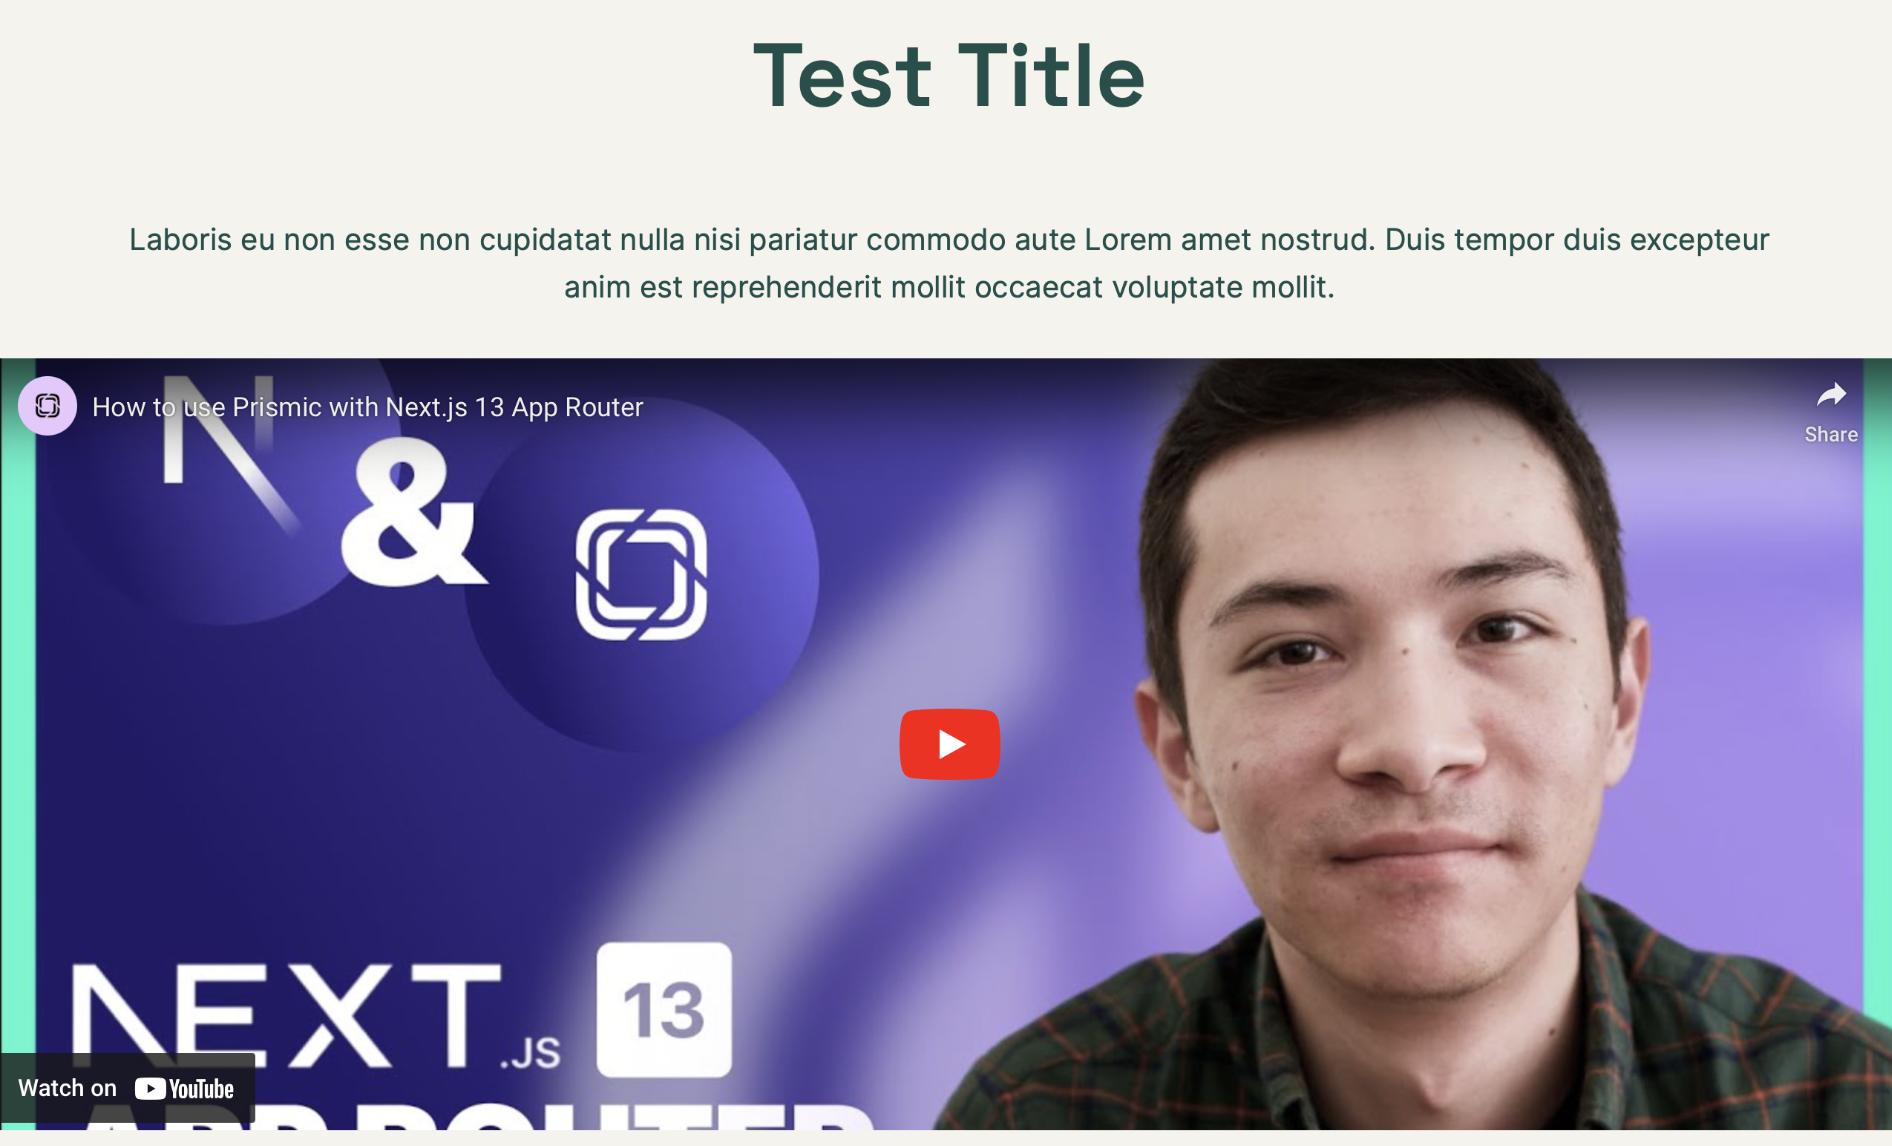 Test Title
Laboris eu non esse non cupidatat nulla nisi pariatur commodo aute Lorem amet nostrud. Duis tempor duis excepteur
anim est reprehenderit mollit occaecat voluptate mollit.
How to use Prismic with Next.js 13 App Router
Share
N
&
NEXT.JS 13
Watch on YouTube
APP ROUTER